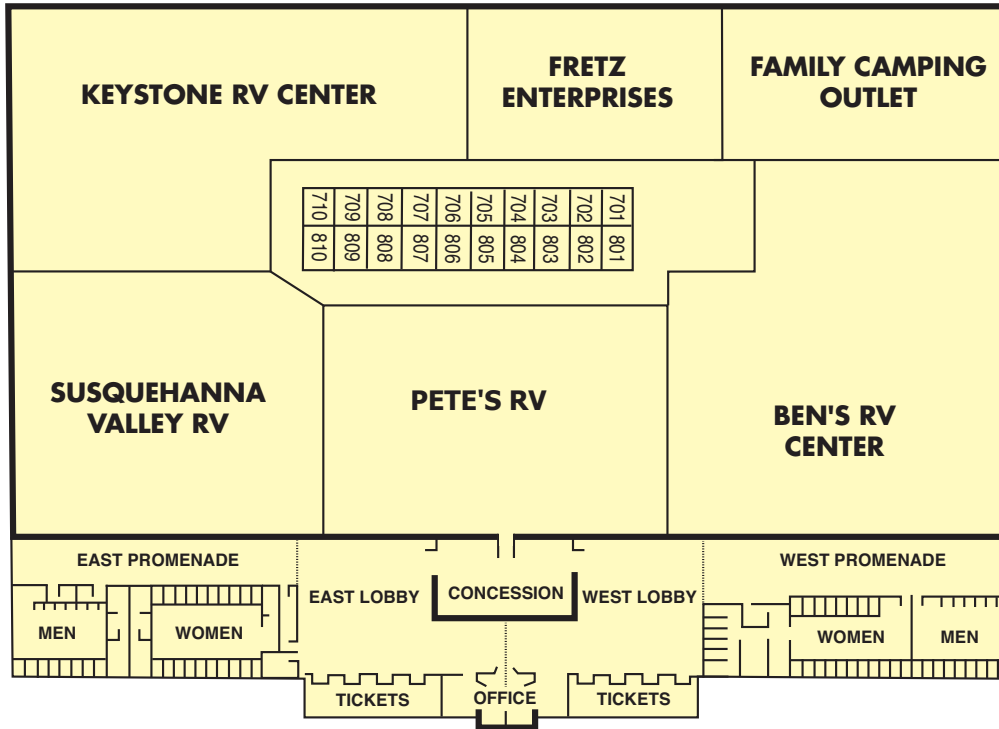 KEYSTONE RV CENTER
FRETZ
ENTERPRISES
FAMILY CAMPING
OUTLET
710 709 708 707 706 705 704 703 702 701
810 809 808 807 806 805 804 803 802 801
SUSQUEHANNA
VALLEY RV
PETE'S RV
BEN'S RV
CENTER
EAST PROMENADE
WEST PROMENADE
EAST LOBBY
CONCESSION
WEST LOBBY
MEN
WOMEN
WOMEN
MEN
TICKETS
OFFICE
TICKETS